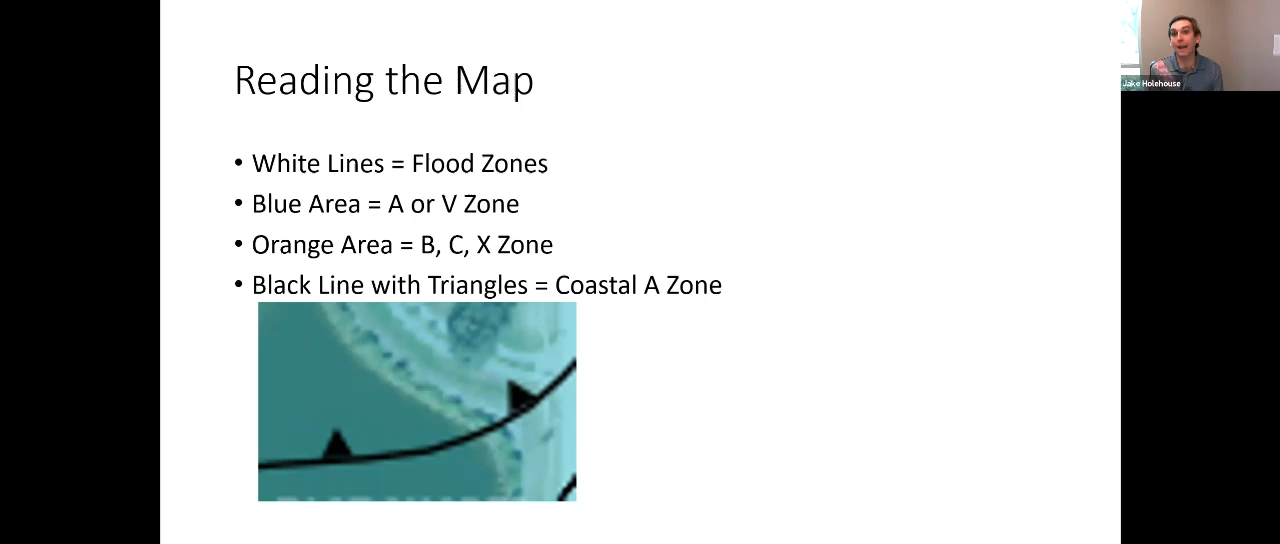 Reading the Map
• White Lines = Flood Zones
• Blue Area = A or V Zone
• Orange Area = B, C, X Zone
• Black Line with Triangles = Coastal A Zone
Jake Holehouse